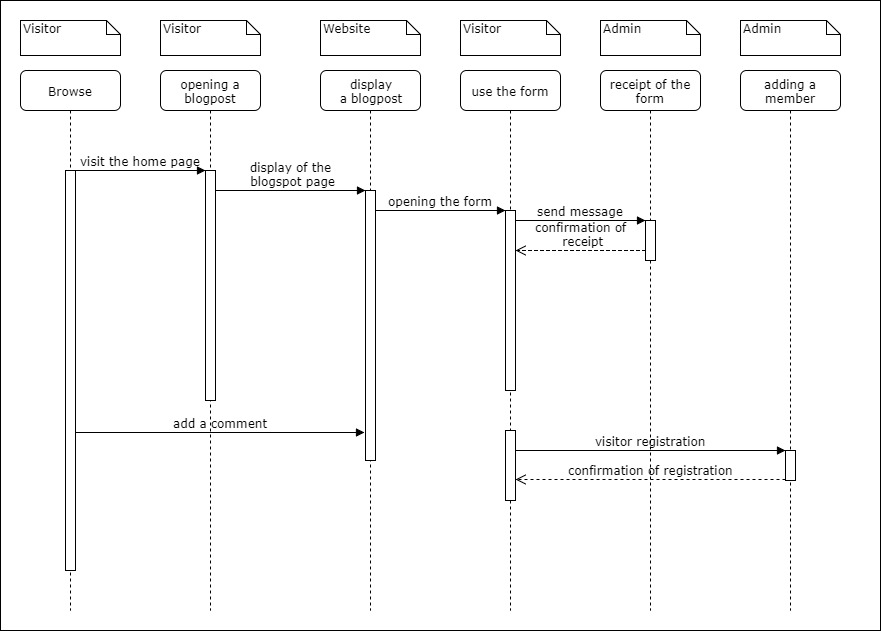 Visitor
Visitor
Website
Visitor
Admin
Admin
Browse
opening a
blogpost
display
a blogpost
use the form
receipt of the
form
adding a
member
visit the home page
display of the
blogspot page
opening the form
send message
confirmation of
receipt
add a comment
visitor registration
confirmation of registration